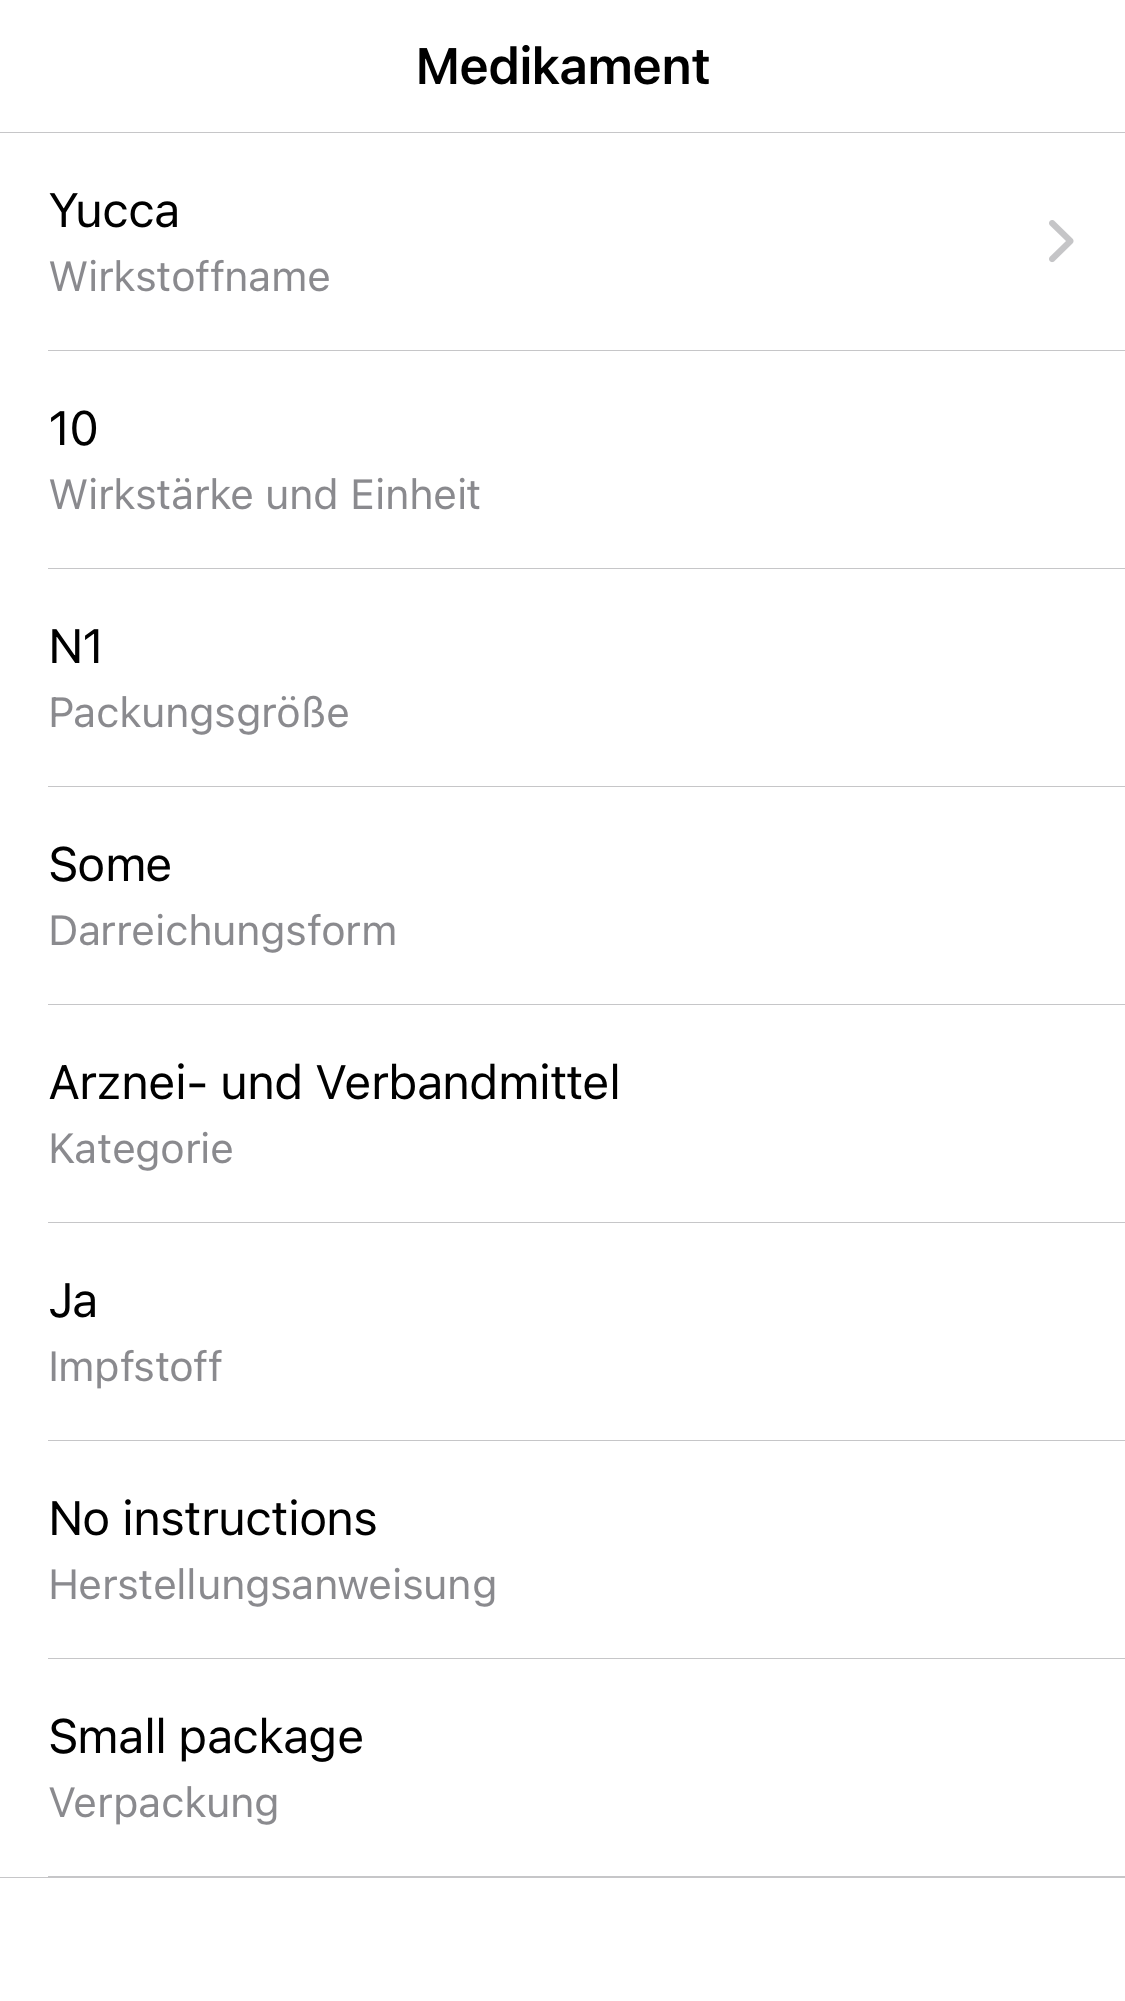 Medikament
Yucca
Wirkstoffname
10
Wirkstärke und Einheit
N1
Packungsgröße
Some
Darreichungsform
Arznei- und Verbandmittel
Kategorie
Ja
Impfstoff
No instructions
Herstellungsanweisung
Small package
Verpackung